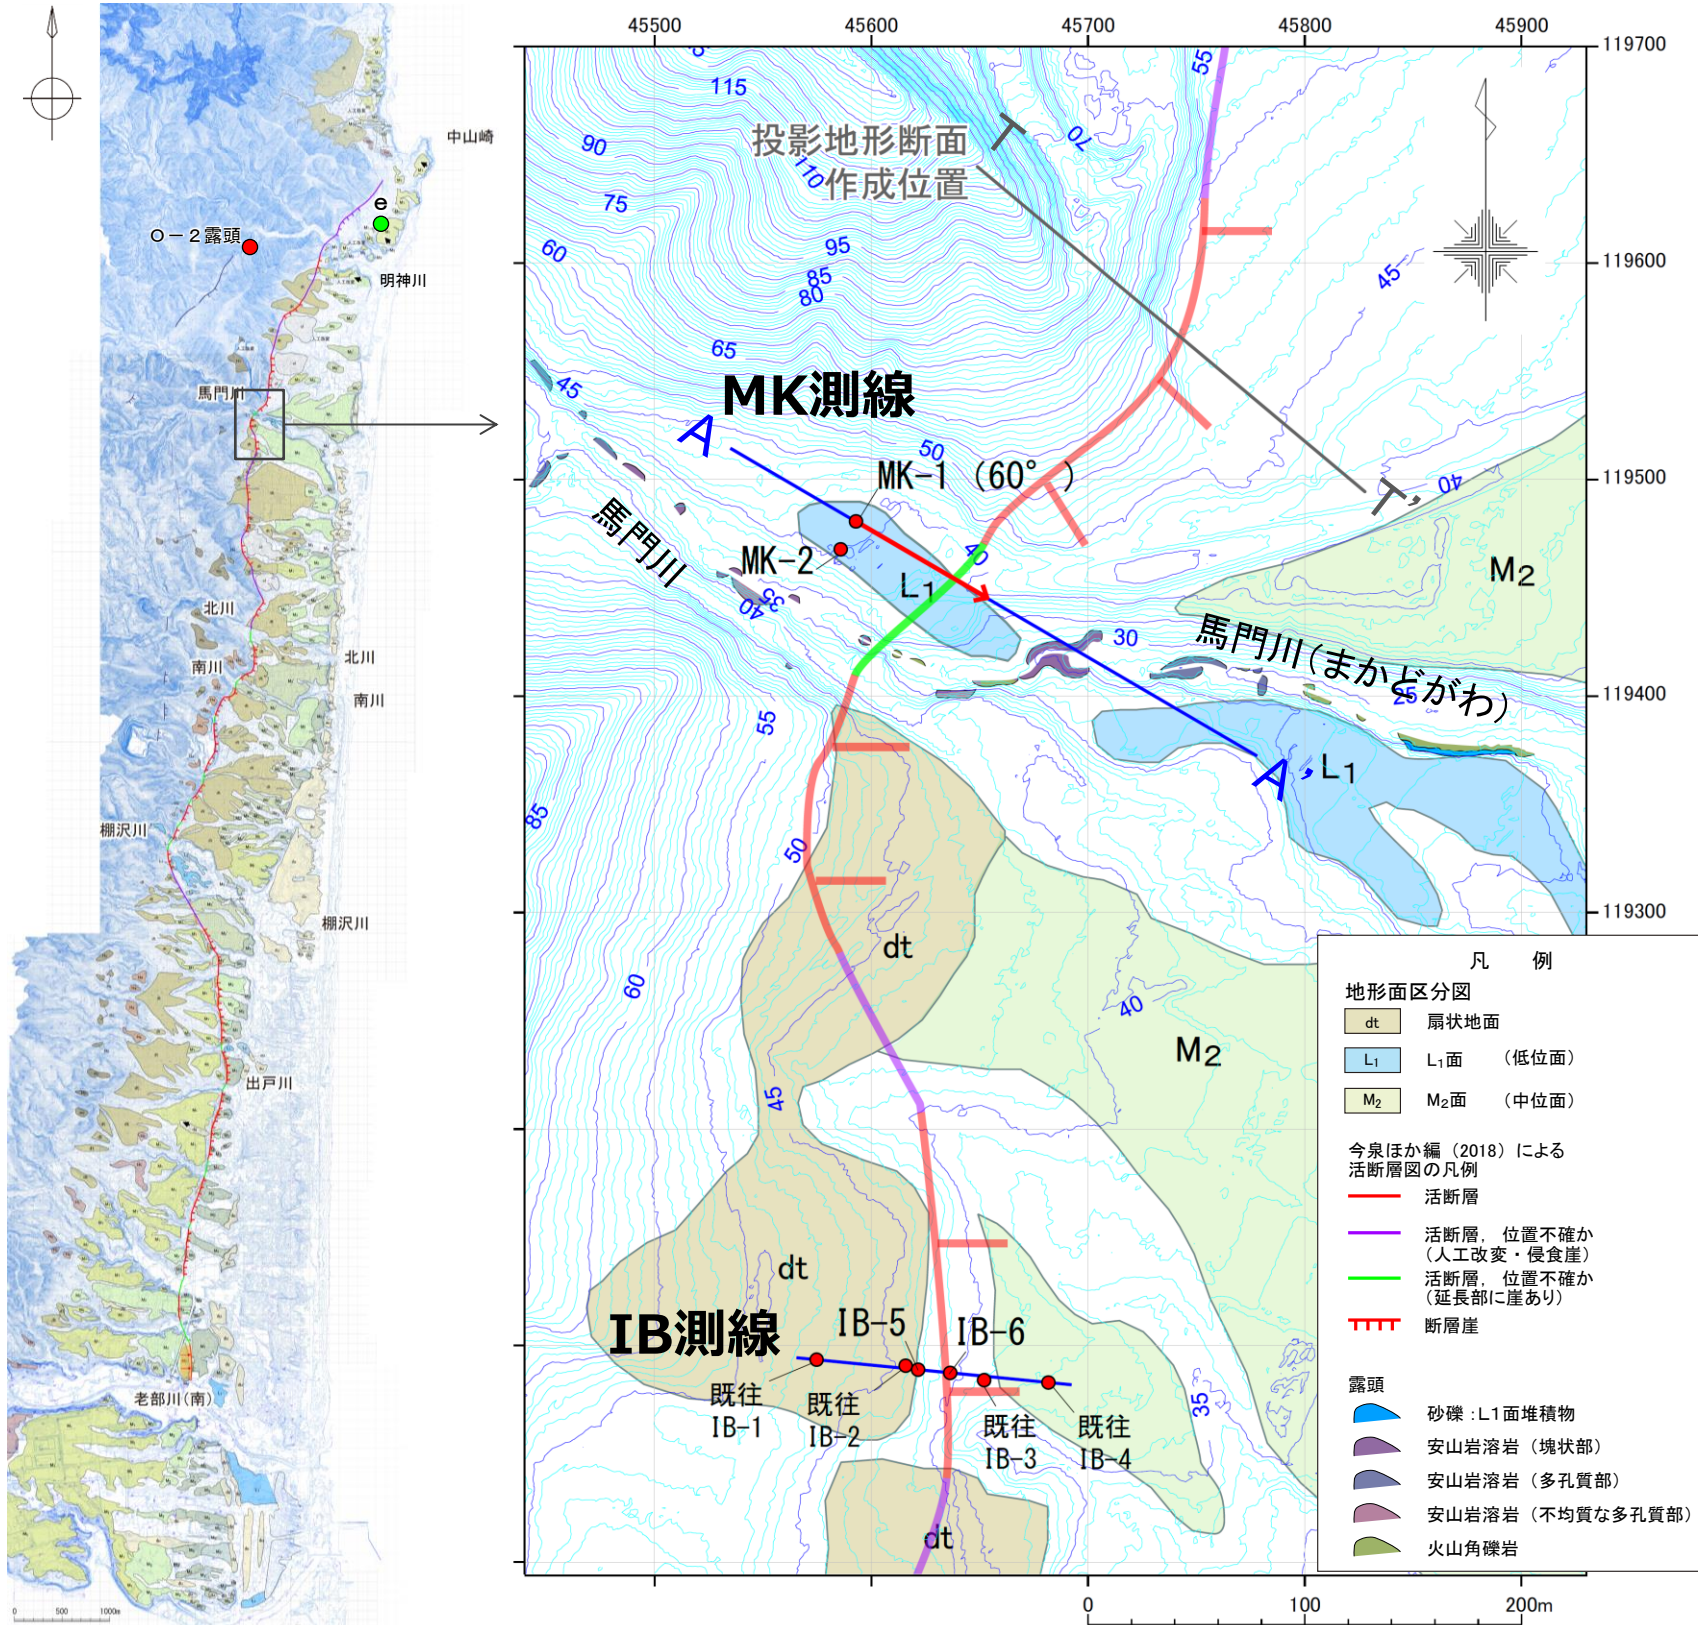 中山崎
e
O－2露頭
明神川
馬門川
北川
南川
北川
南川
棚沢川
棚沢川
出戸川
老部川(南)
0 500 1000m
45500 45600 45700 45800 45900
119700
119600
119500
119400
119300
115
90
110
75
60
95
85
80
65
45
50
70
55
45
投影地形断面
作成位置
T
T'
MK測線
A
MK-1（60°）
MK-2
馬門川
L1
40
40
35
40
30
M2
馬門川(まかどがわ)
25
A'
L1
55
85
50
dt
60
40
M2
45
dt
IB測線
IB-5
IB-6
既往
IB-1
既往
IB-2
既往
IB-3
既往
IB-4
35
dt
凡 例
地形面区分図
dt 扇状地面
L1 L1面 （低位面）
M2 M2面 （中位面）
今泉ほか編（2018）による
活断層図の凡例
活断層
活断層，位置不確か
（人工改変・侵食崖）
活断層，位置不確か
（延長部に崖あり）
断層崖
露頭
砂礫：L1面堆積物
安山岩溶岩（塊状部）
安山岩溶岩（多孔質部）
安山岩溶岩（不均質な多孔質部）
火山角礫岩
0 100 200m